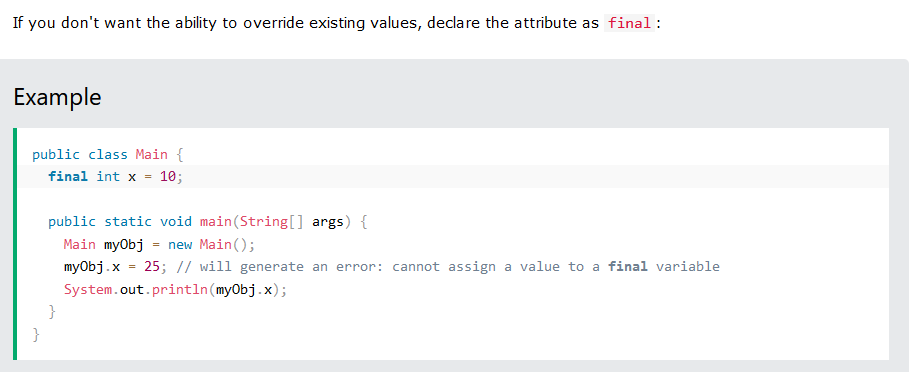 If you don't want the ability to override existing values, declare the attribute as final:
Example
public class Main {
  final int x = 10;
  public static void main(String[] args) {
    Main myObj = new Main();
    myObj.x = 25; // will generate an error: cannot assign a value to a final variable
    System.out.println(myObj.x);
  }
}